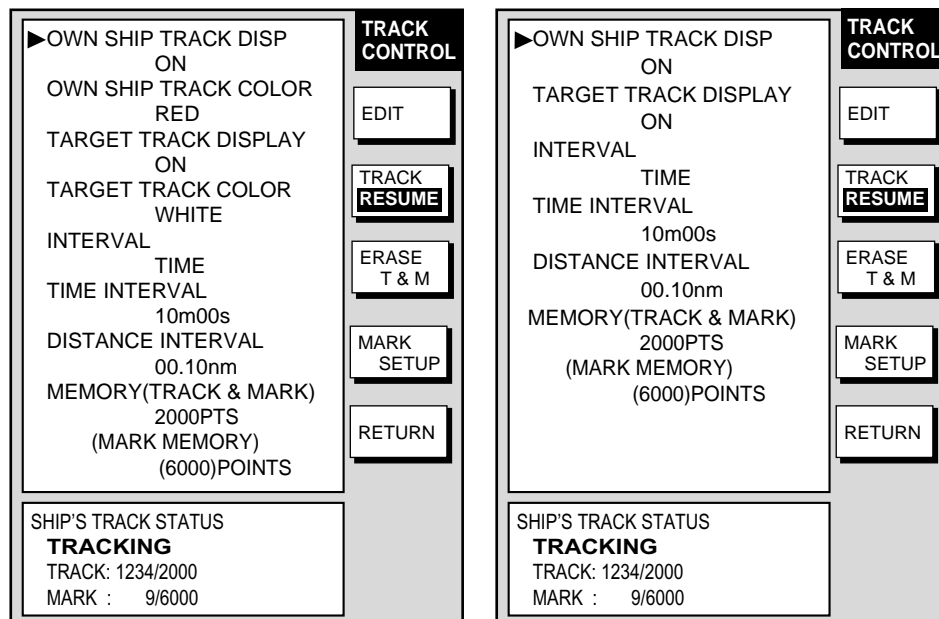 ▶OWN SHIP TRACK DISP
ON
OWN SHIP TRACK COLOR
RED
TARGET TRACK DISPLAY
ON
TARGET TRACK COLOR
WHITE
INTERVAL
TIME
TIME INTERVAL
10m00s
DISTANCE INTERVAL
00.10nm
MEMORY(TRACK & MARK)
2000PTS
(MARK MEMORY)
(6000)POINTS
TRACK
CONTROL
EDIT
TRACK
RESUME
ERASE
T & M
MARK
SETUP
RETURN
SHIP'S TRACK STATUS
TRACKING
TRACK: 1234/2000
MARK : 9/6000
▶OWN SHIP TRACK DISP
ON
TARGET TRACK DISPLAY
ON
INTERVAL
TIME
TIME INTERVAL
10m00s
DISTANCE INTERVAL
00.10nm
MEMORY(TRACK & MARK)
2000PTS
(MARK MEMORY)
(6000)POINTS
TRACK
CONTROL
EDIT
TRACK
RESUME
ERASE
T & M
MARK
SETUP
RETURN
SHIP'S TRACK STATUS
TRACKING
TRACK: 1234/2000
MARK : 9/6000